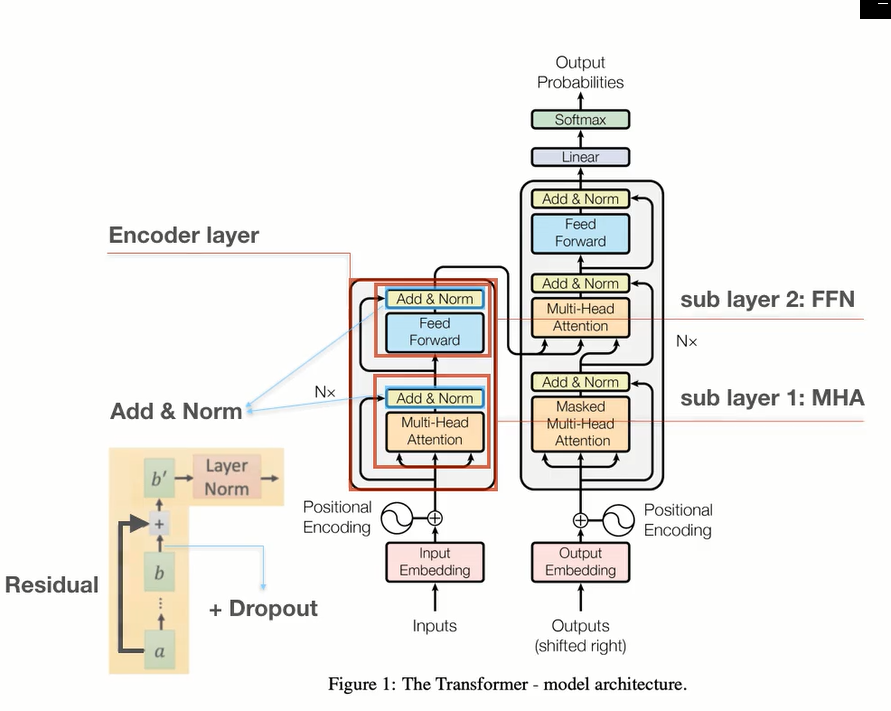 Output
Probabilities
Softmax
Linear
Add & Norm
Feed
Forward
Add & Norm
Multi-Head
Attention
Add & Norm
Masked
Multi-Head
Attention
Nx
Positional
Encoding
Output
Embedding
Outputs
(shifted right)
Encoder layer
Add & Norm
Feed
Forward
Nx
Add & Norm
Multi-Head
Attention
Positional
Encoding
Input
Embedding
Inputs
sub layer 2: FFN
sub layer 1: MHA
Add & Norm
b′
Layer
Norm
+
b
⋮
a
Residual
+ Dropout
Figure 1: The Transformer - model architecture.